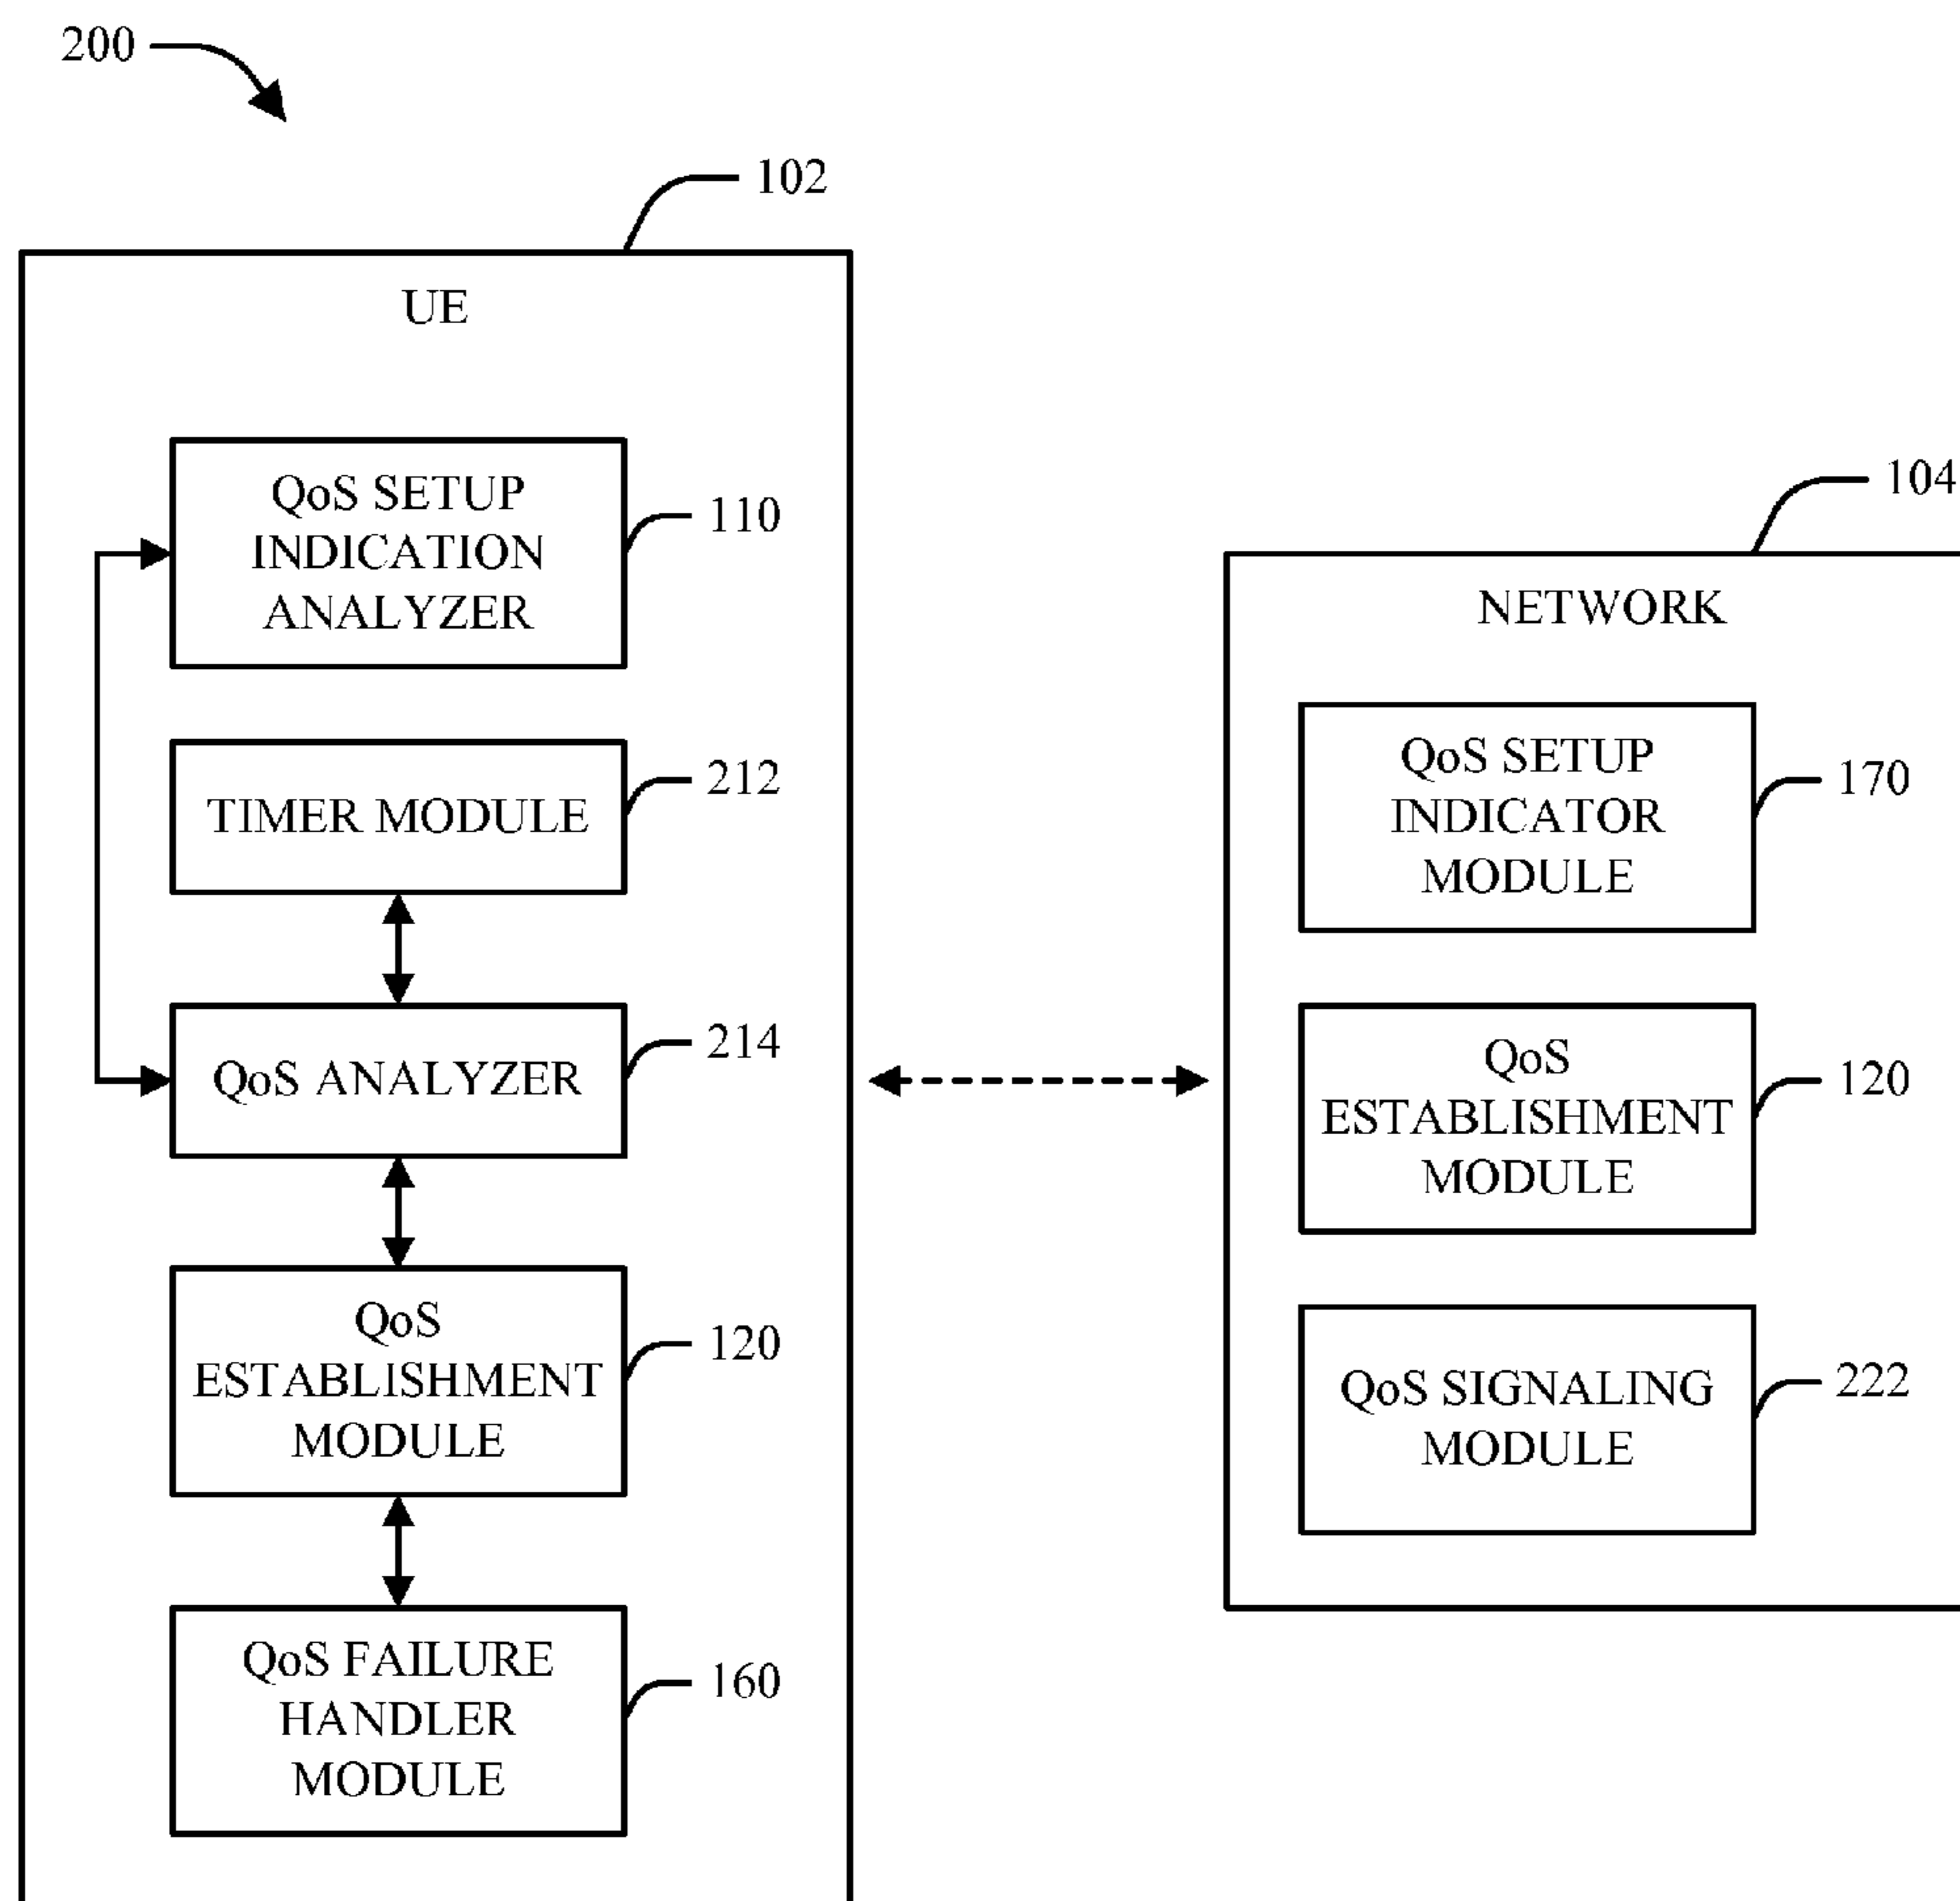 200
102
UE
QoS SETUP
INDICATION
ANALYZER
110
TIMER MODULE
212
QoS ANALYZER
214
QoS
ESTABLISHMENT
MODULE
120
QoS FAILURE
HANDLER
MODULE
160
104
NETWORK
QoS SETUP
INDICATOR
MODULE
170
QoS
ESTABLISHMENT
MODULE
120
QoS SIGNALING
MODULE
222